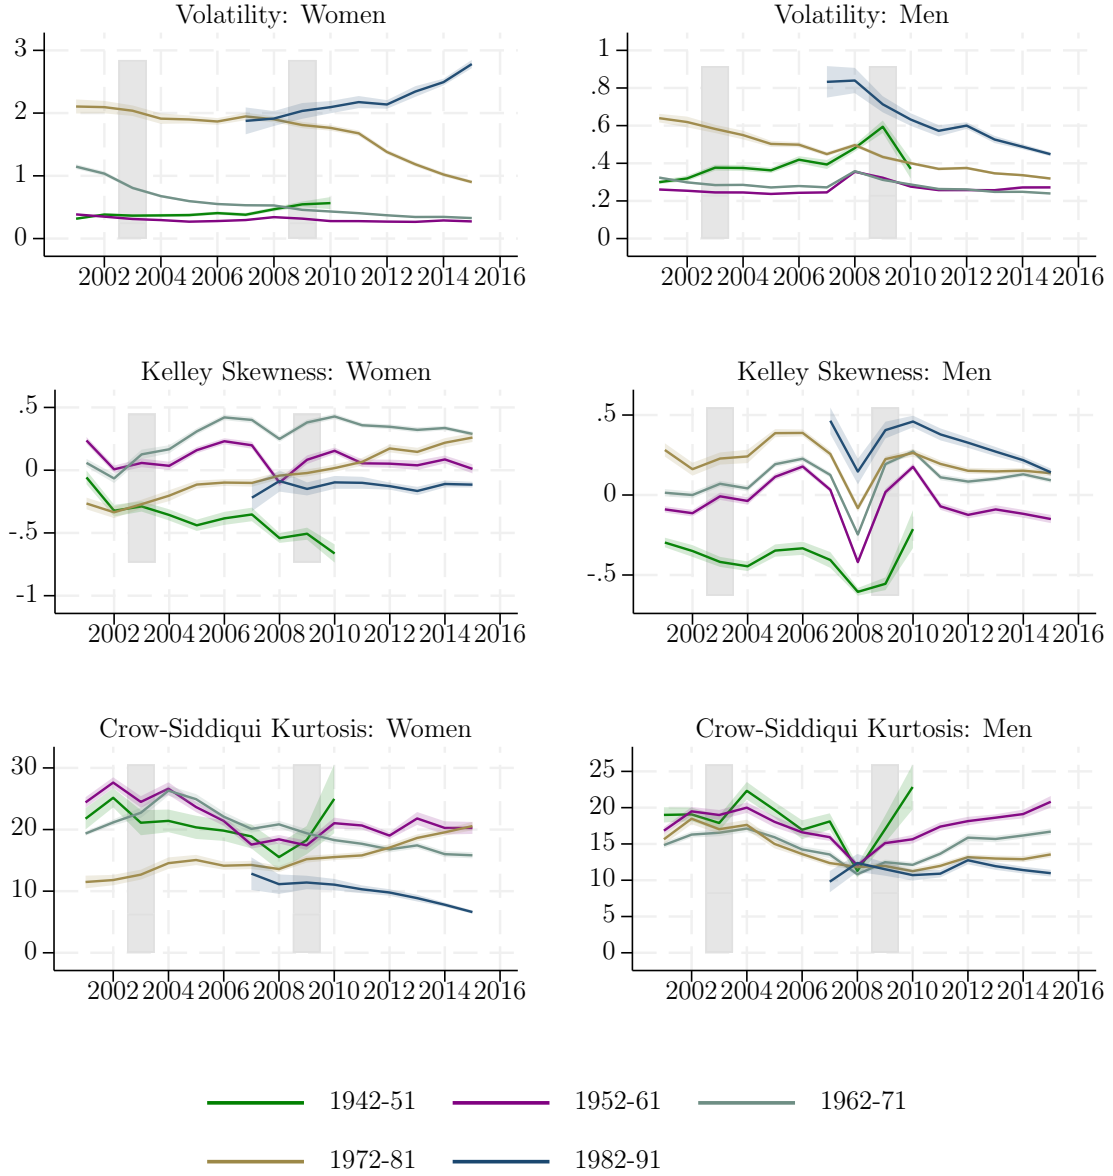 Volatility: Women
Volatility: Men
3
2
1
0
2002 2004 2006 2008 2010 2012 2014 2016
1
.8
.6
.4
.2
0
2002 2004 2006 2008 2010 2012 2014 2016
Kelley Skewness: Women
Kelley Skewness: Men
.5
0
-.5
-1
2002 2004 2006 2008 2010 2012 2014 2016
.5
0
-.5
2002 2004 2006 2008 2010 2012 2014 2016
Crow-Siddiqui Kurtosis: Women
Crow-Siddiqui Kurtosis: Men
30
20
10
0
2002 2004 2006 2008 2010 2012 2014 2016
25
20
15
10
5
0
2002 2004 2006 2008 2010 2012 2014 2016
1942-51 1952-61 1962-71
1972-81 1982-91